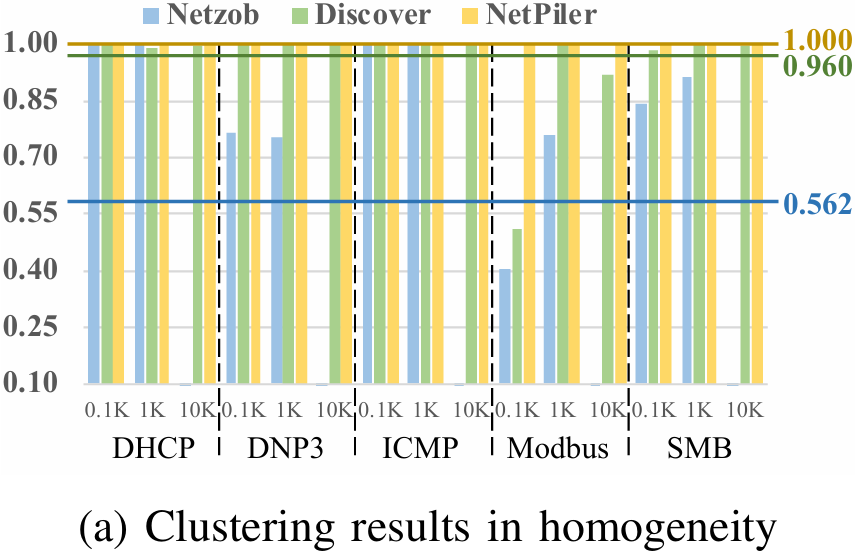 Netzob Discover NetPiler
1.00
0.85
0.70
0.55
0.40
0.25
0.10
1.000
0.960
0.562
0.1K 1K 10K 0.1K 1K 10K 0.1K 1K 10K 0.1K 1K 10K 0.1K 1K 10K
DHCP DNP3 ICMP Modbus SMB
(a) Clustering results in homogeneity